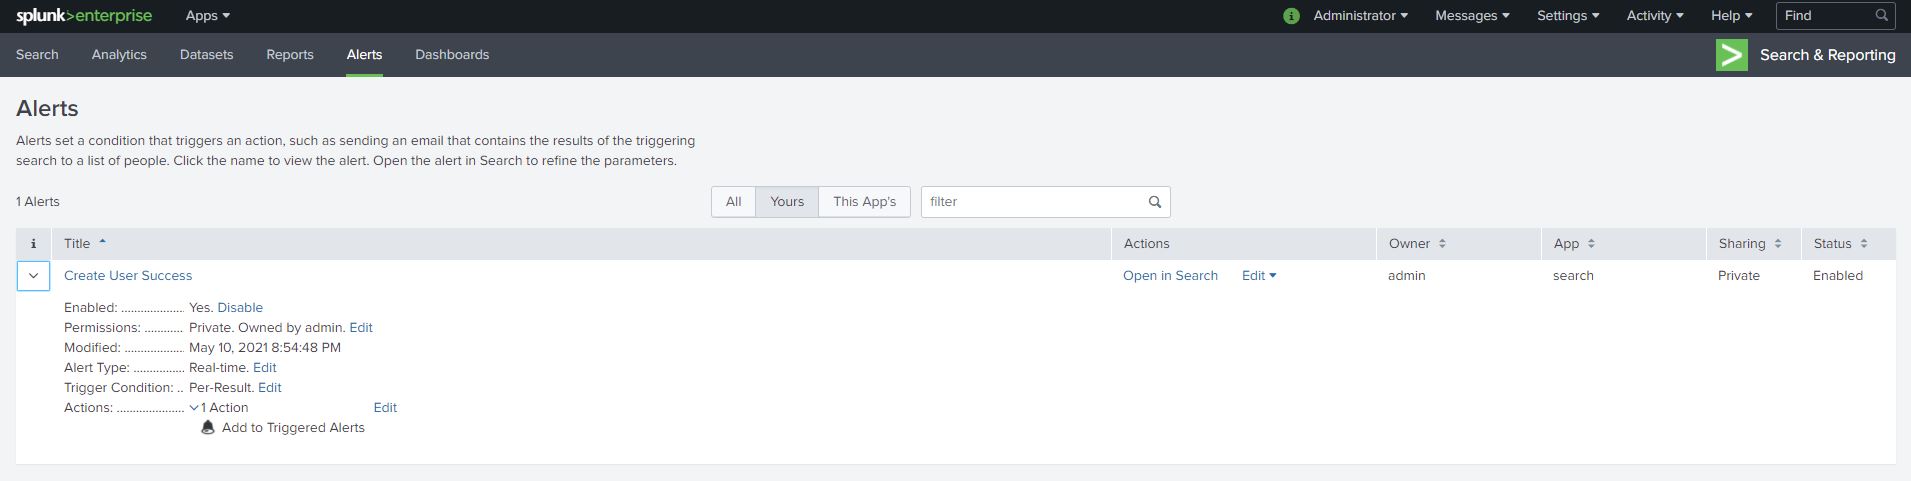 splunk>enterprise Apps Administrator Messages Settings Activity Help Find
Search Analytics Datasets Reports Alerts Dashboards Search & Reporting
Alerts
Alerts set a condition that triggers an action, such as sending an email that contains the results of the triggering
search to a list of people. Click the name to view the alert. Open the alert in Search to refine the parameters.
1 Alerts All Yours This App's filter
i Title Actions Owner App Sharing Status
Create User Success Open in Search Edit admin search Private Enabled
Enabled: .................... Yes. Disable
Permissions: ............ Private. Owned by admin. Edit
Modified: ................... May 10, 2021 8:54:48 PM
Alert Type: ................ Real-time. Edit
Trigger Condition: .. Per-Result. Edit
Actions: ..................... 1 Action Edit
Add to Triggered Alerts